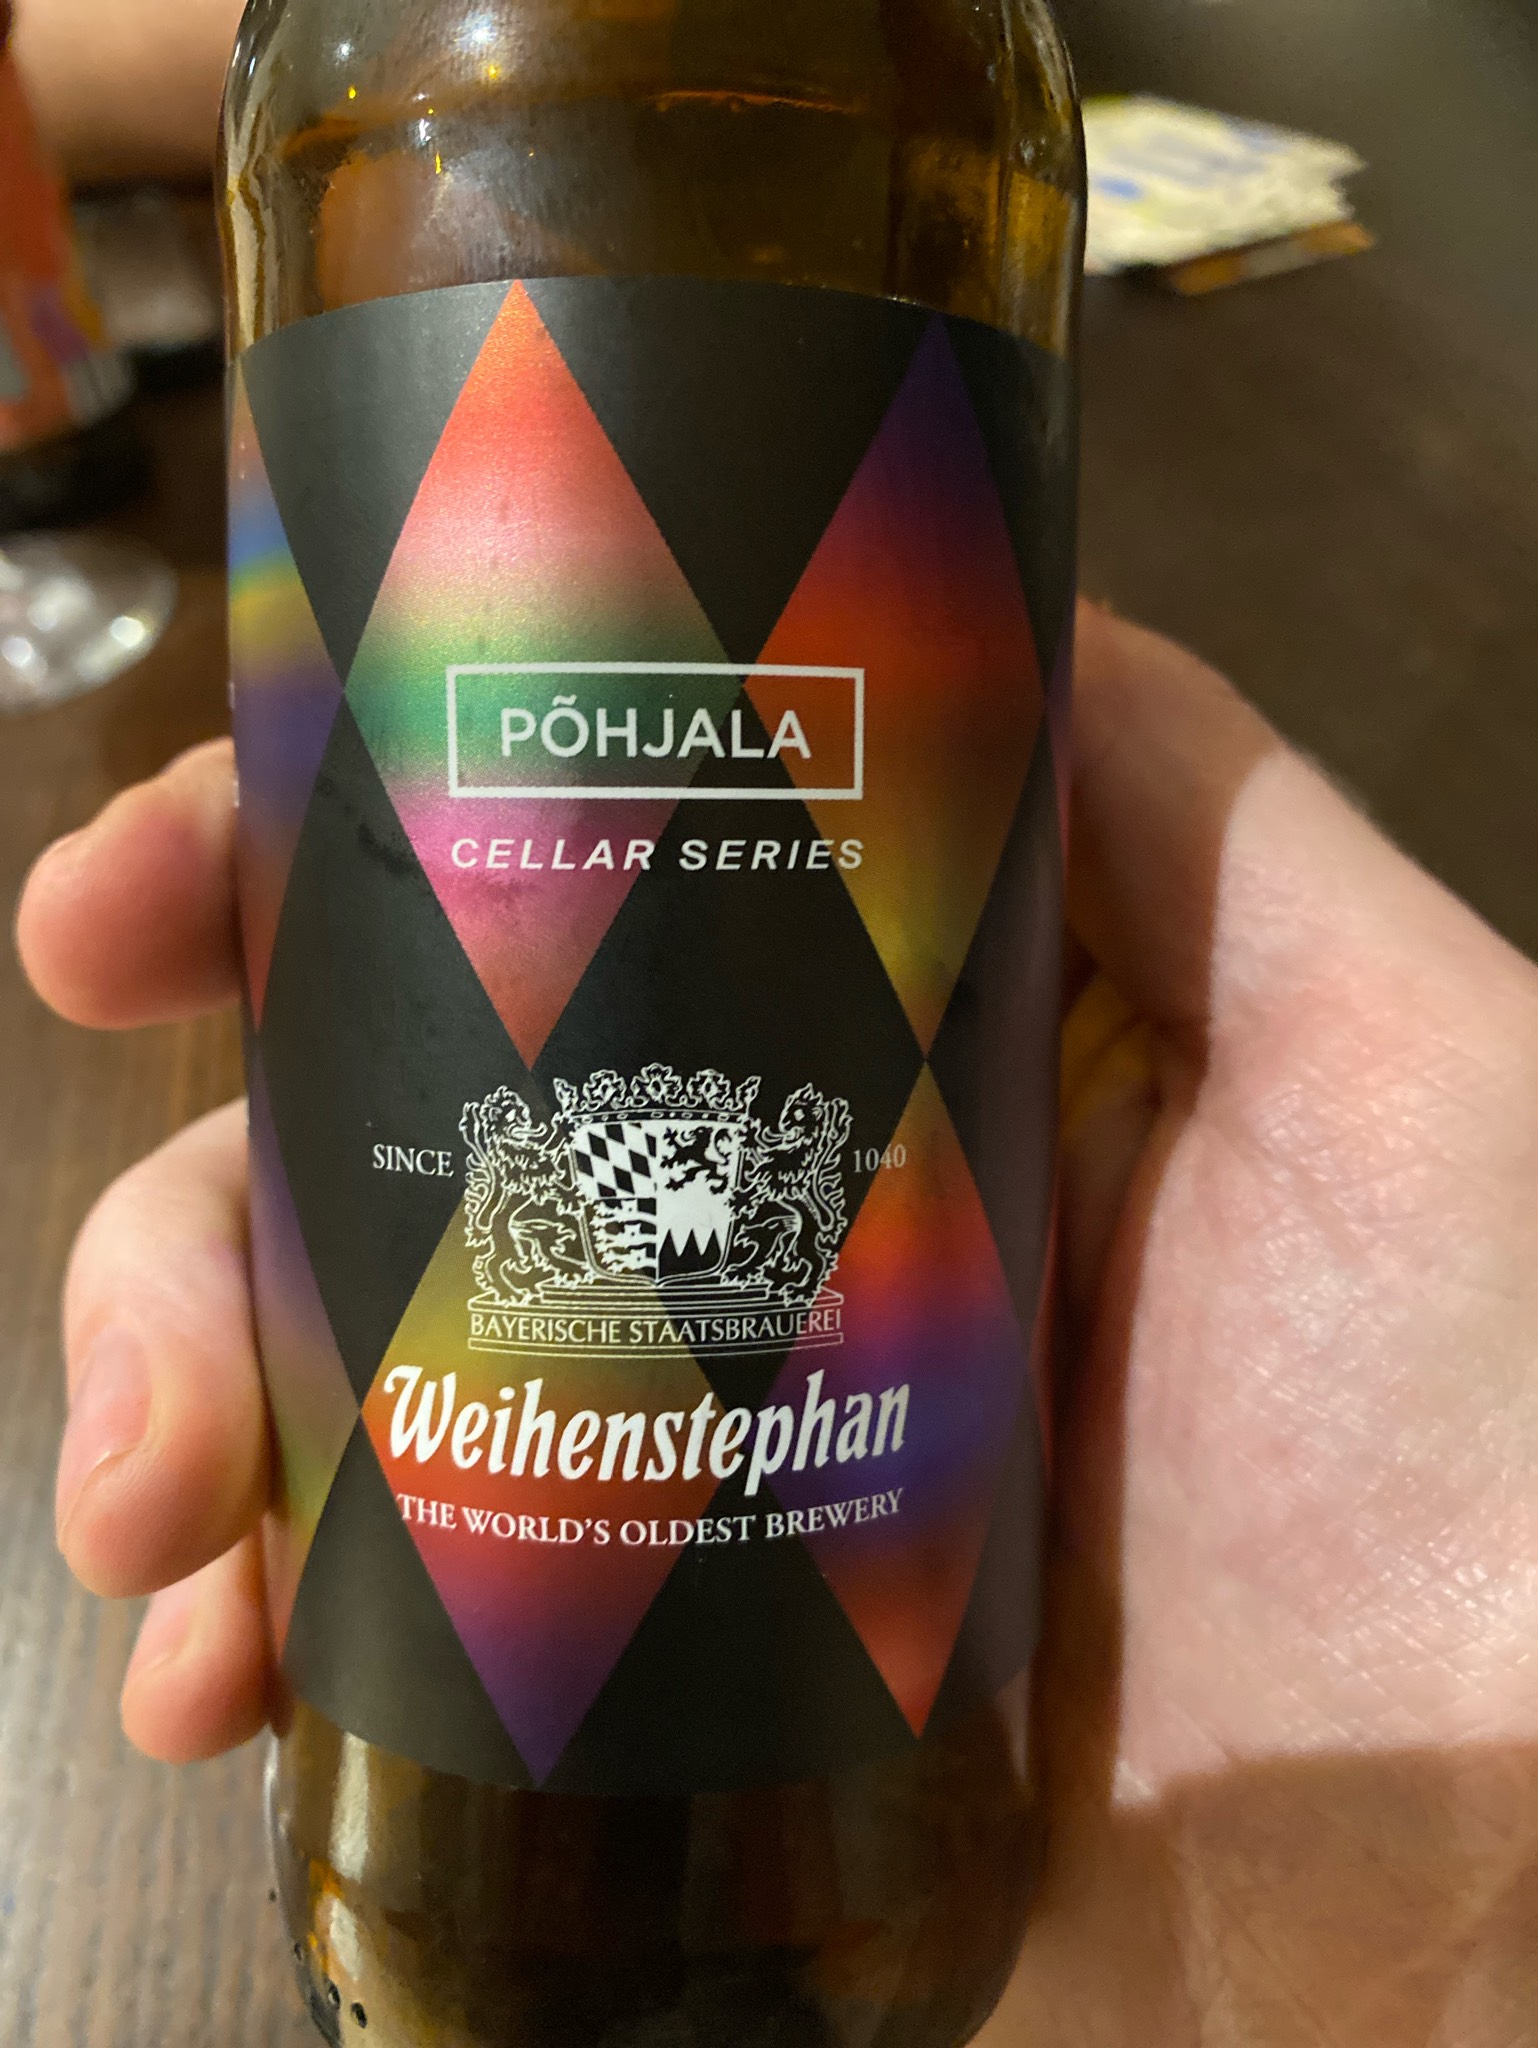 PÕHJALA
CELLAR SERIES
SINCE 1040
BAYERISCHE STAATSBRAUEREI
Weihenstephan
THE WORLD'S OLDEST BREWERY